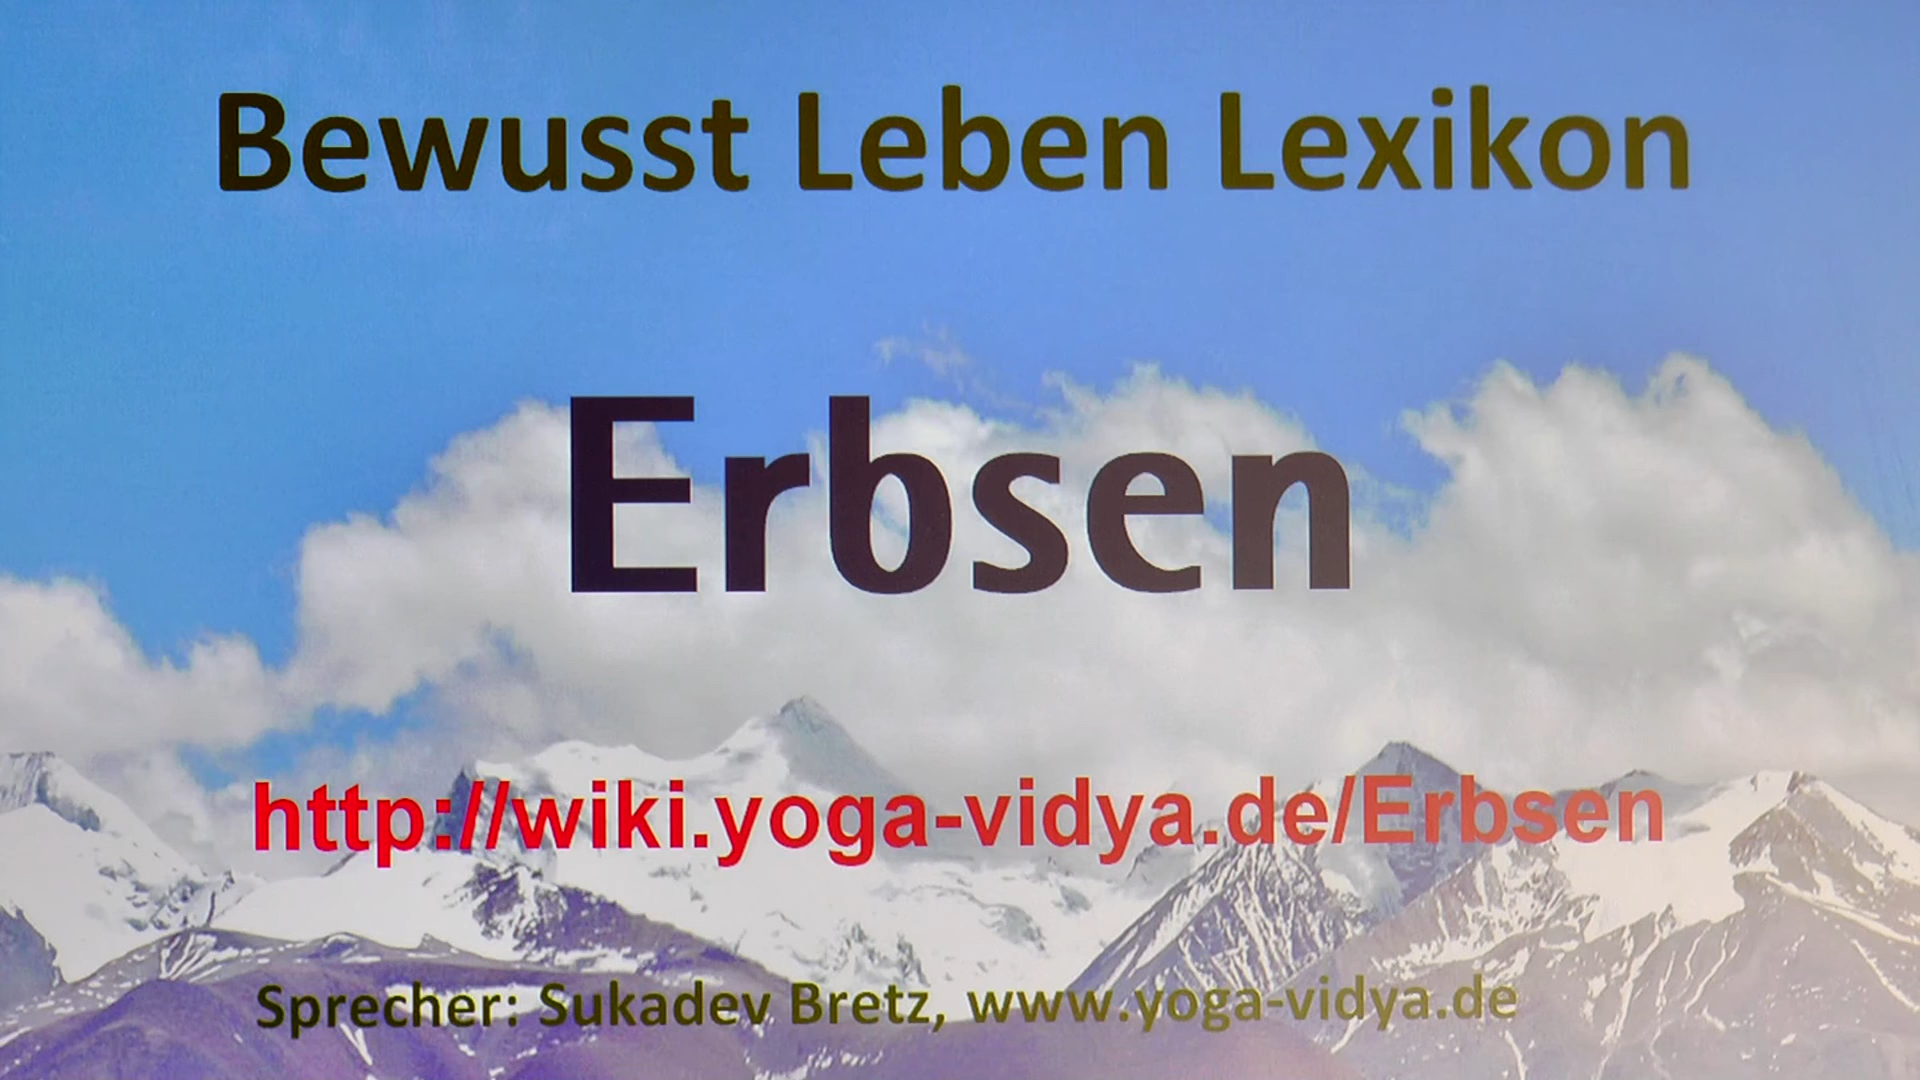 Bewusst Leben Lexikon
Erbsen
http://wiki.yoga-vidya.de/Erbsen
Sprecher: Sukadev Bretz, www.yoga-vidya.de